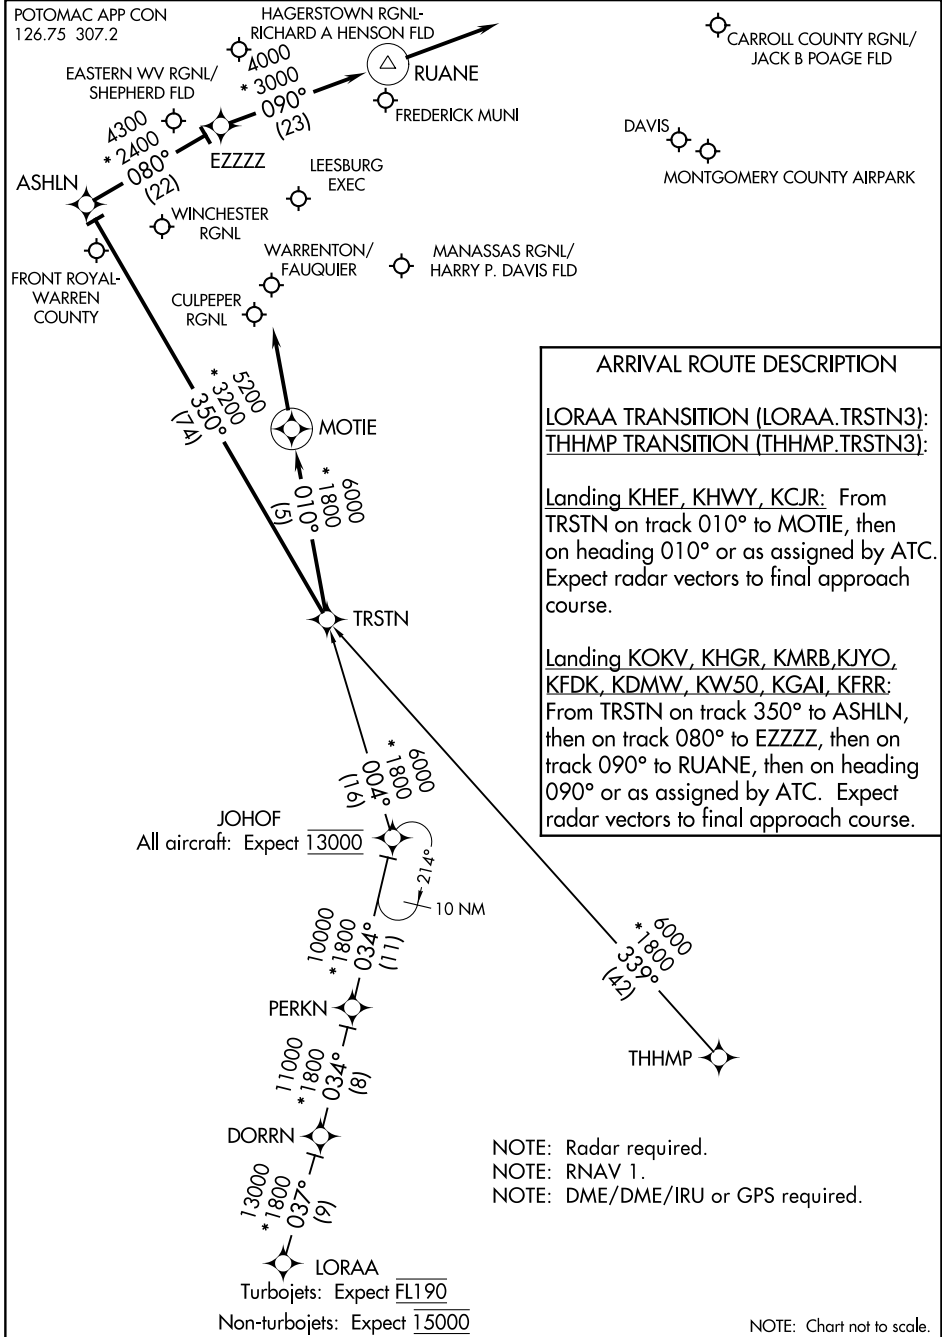 POTOMAC APP CON
126.75 307.2
HAGERSTOWN RGNL-
RICHARD A HENSON FLD
CARROLL COUNTY RGNL/
JACK B POAGE FLD
EASTERN WV RGNL/
SHEPHERD FLD
4000
* 3000
090°
(23)
RUANE
FREDERICK MUNI
4300
* 2400
080°
(22)
EZZZZ
DAVIS
MONTGOMERY COUNTY AIRPARK
ASHLN
LEESBURG
EXEC
WINCHESTER
RGNL
FRONT ROYAL-
WARREN
COUNTY
WARRENTON/
FAUQUIER
MANASSAS RGNL/
HARRY P. DAVIS FLD
CULPEPER
RGNL
5200
* 3200
350°
(74)
MOTIE
6000
* 1800
010°
(5)
TRSTN
ARRIVAL ROUTE DESCRIPTION
LORAA TRANSITION (LORAA.TRSTN3):
THHMP TRANSITION (THHMP.TRSTN3):
Landing KHEF, KHWY, KCJR: From
TRSTN on track 010° to MOTIE, then
on heading 010° or as assigned by ATC.
Expect radar vectors to final approach
course.
Landing KOKV, KHGR, KMRB,KJYO,
KFDK, KDMW, KW50, KGAI, KFRR:
From TRSTN on track 350° to ASHLN,
then on track 080° to EZZZZ, then on
track 090° to RUANE, then on heading
090° or as assigned by ATC. Expect
radar vectors to final approach course.
6000
* 1800
004°
(16)
JOHOF
All aircraft: Expect 13000
214°
10 NM
10000
* 1800
034°
(11)
6000
*1800
339°
(42)
PERKN
THHMP
11000
* 1800
034°
(8)
DORRN
13000
* 1800
037°
(9)
NOTE: Radar required.
NOTE: RNAV 1.
NOTE: DME/DME/IRU or GPS required.
LORAA
Turbojets: Expect FL190
Non-turbojets: Expect 15000
NOTE: Chart not to scale.